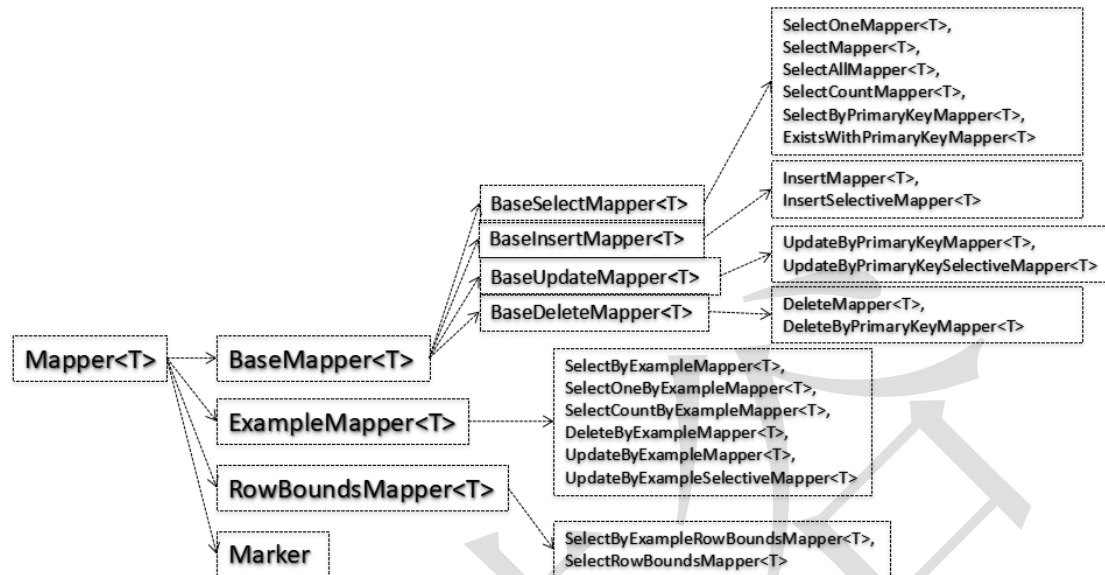 SelectOneMapper<T>,
SelectMapper<T>,
SelectAllMapper<T>,
SelectCountMapper<T>,
SelectByPrimaryKeyMapper<T>,
ExistsWithPrimaryKeyMapper<T>
InsertMapper<T>,
InsertSelectiveMapper<T>
BaseSelectMapper<T>
BaseInsertMapper<T>
BaseUpdateMapper<T>
BaseDeleteMapper<T>
UpdateByPrimaryKeyMapper<T>,
UpdateByPrimaryKeySelectiveMapper<T>
DeleteMapper<T>,
DeleteByPrimaryKeyMapper<T>
Mapper<T>
BaseMapper<T>
ExampleMapper<T>
RowBoundsMapper<T>
Marker
SelectByExampleMapper<T>,
SelectOneByExampleMapper<T>,
SelectCountByExampleMapper<T>,
DeleteByExampleMapper<T>,
UpdateByExampleMapper<T>,
UpdateByExampleSelectiveMapper<T>
SelectByExampleRowBoundsMapper<T>,
SelectRowBoundsMapper<T>